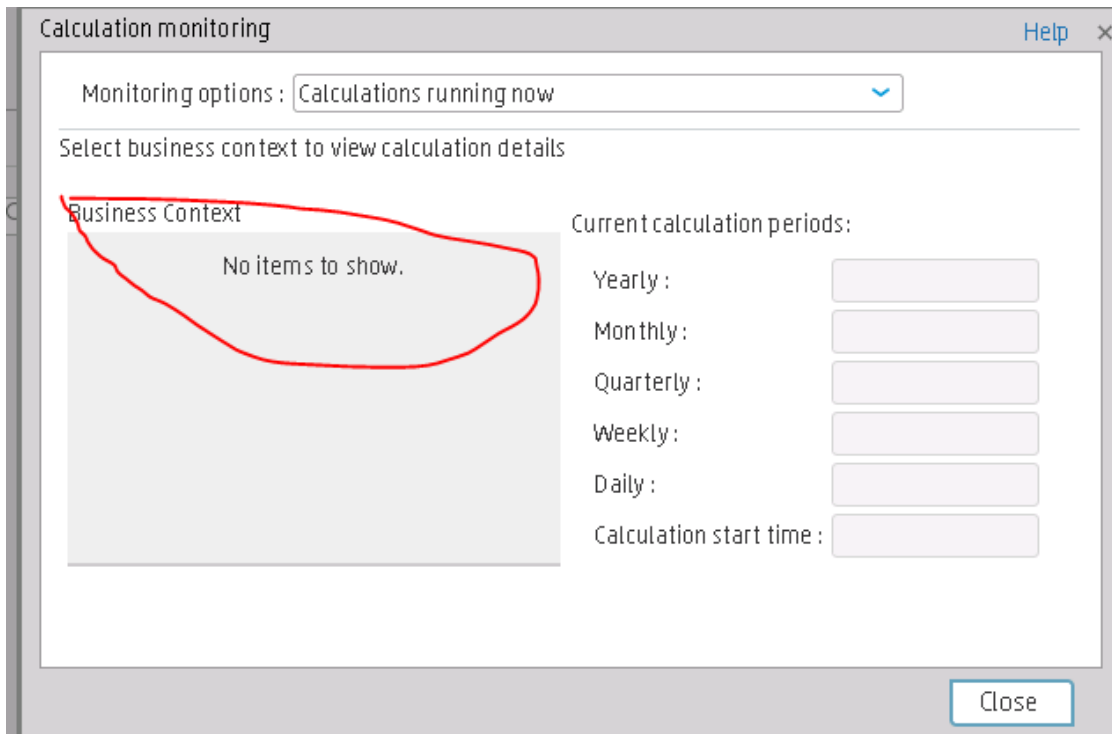 Calculation monitoring
Help ×
Monitoring options : Calculations running now
Select business context to view calculation details
Business Context
No items to show.
Current calculation periods:
Yearly :
Monthly :
Quarterly :
Weekly :
Daily :
Calculation start time :
Close